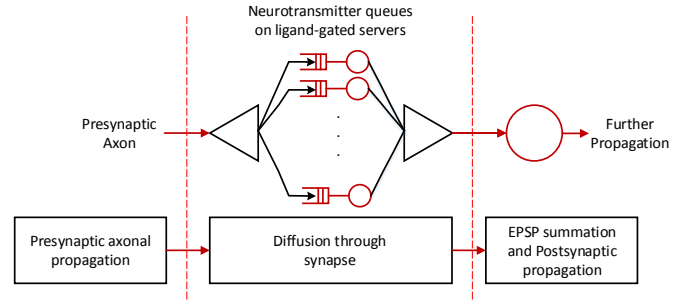 Neurotransmitter queues
on ligand-gated servers
Presynaptic
Axon
Further
Propagation
Presynaptic axonal
propagation
Diffusion through
synapse
EPSP summation
and Postsynaptic
propagation